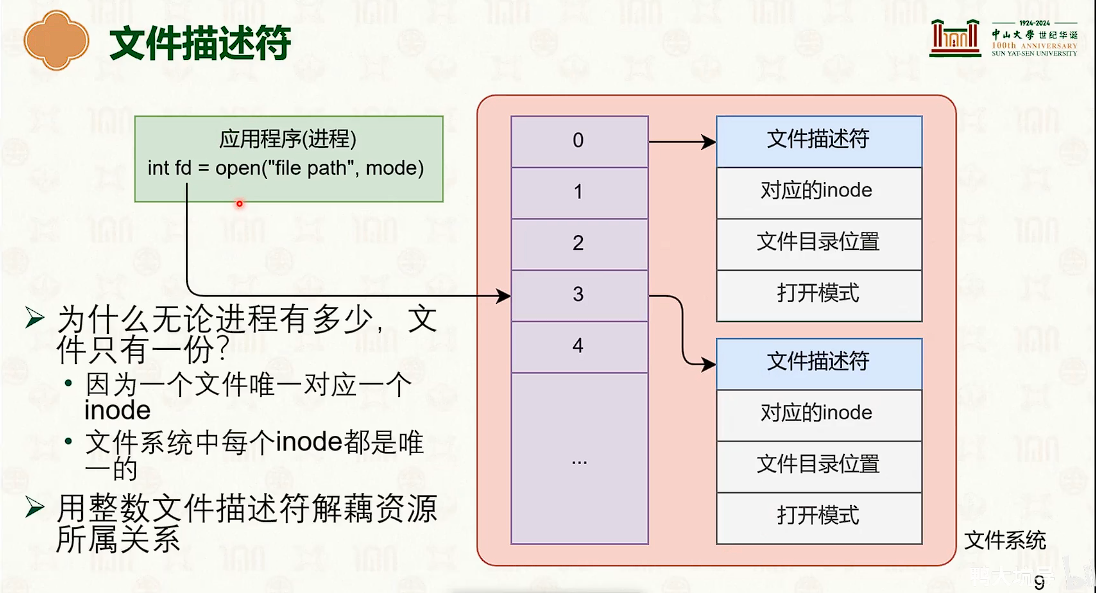 文件描述符
1924-2024
中山大學 世纪华诞
100th ANNIVERSARY
SUN YAT-SEN UNIVERSITY
应用程序(进程)
int fd = open("file path", mode)
为什么无论进程有多少，文
件只有一份？
因为一个文件唯一对应一个
inode
文件系统中每个inode都是唯
一的
用整数文件描述符解藕资源
所属关系
0
1
2
3
4
...
文件描述符
对应的inode
文件目录位置
打开模式
文件描述符
对应的inode
文件目录位置
打开模式
文件系统
9